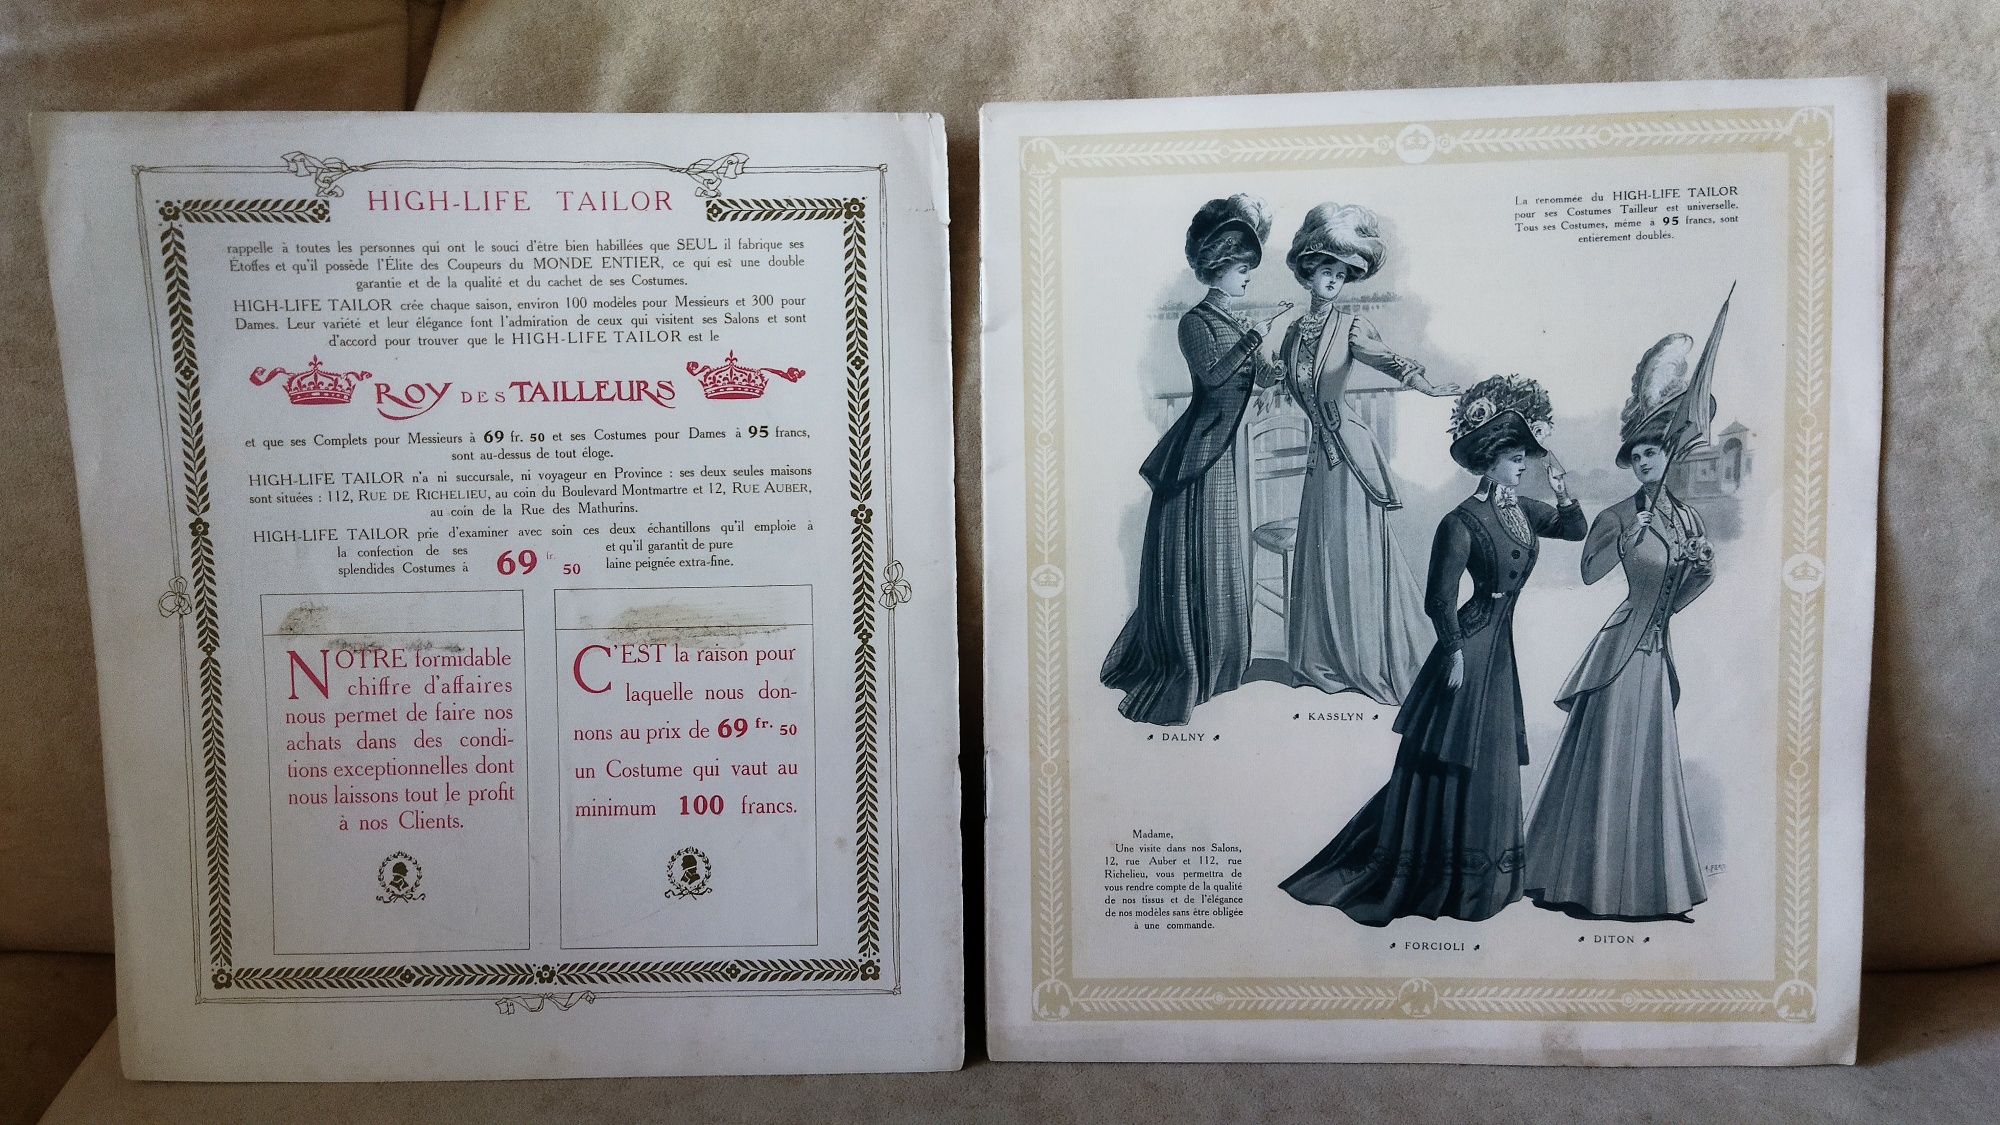 HIGH-LIFE TAILOR
rappelle à toutes les personnes qui ont le souci d'être bien habillées que SEUL il fabrique ses
Étoffes et qu'il possède l'Élite des Coupeurs du MONDE ENTIER, ce qui est une double
garantie et de la qualité et du cachet de ses Costumes.
HIGH-LIFE TAILOR crée chaque saison, environ 100 modèles pour Messieurs et 300 pour
Dames. Leur variété et leur élégance font l'admiration de ceux qui visitent ses Salons et sont
d'accord pour trouver que le HIGH-LIFE TAILOR est le
ROY DES TAILLEURS
et que ses Complets pour Messieurs à 69 fr. 50 et ses Costumes pour Dames à 95 francs,
sont au-dessus de tout éloge.
HIGH-LIFE TAILOR n'a ni succursale, ni voyageur en Province : ses deux seules maisons
sont situées : 112, RUE DE RICHELIEU, au coin du Boulevard Montmartre et 12, RUE AUBER,
au coin de la Rue des Mathurins.
HIGH-LIFE TAILOR prie d'examiner avec soin ces deux échantillons qu'il emploie à
la confection de ses
splendides Costumes à
69 fr. 50
et qu'il garantit de pure
laine peignée extra-fine.
NOTRE formidable
chiffre d'affaires
nous permet de faire nos
achats dans des condi-
tions exceptionnelles dont
nous laissons tout le profit
à nos Clients.
C'EST la raison pour
laquelle nous don-
nons au prix de 69 fr. 50
un Costume qui vaut au
minimum 100 francs.
La renommée du HIGH-LIFE TAILOR
pour ses Costumes Tailleur est universelle.
Tous ses Costumes, même à 95 francs, sont
entièrement doublés.
KASSLYN
DALNY
Madame,
Une visite dans nos Salons,
12, rue Auber et 112, rue
Richelieu, vous permettra de
vous rendre compte de la qualité
de nos tissus et de l'élégance
de nos modèles sans être obligée
à une commande.
FORCIOLI
DITON